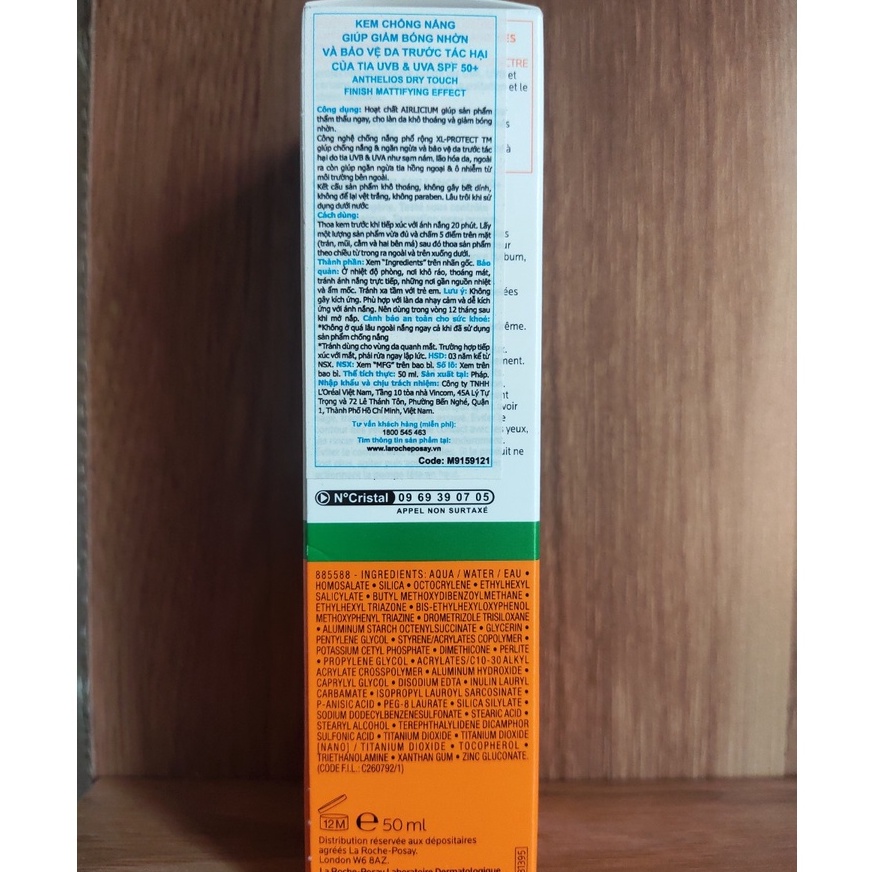 KEM CHỐNG NẮNG
GIÚP GIẢM BÓNG NHỜN
VÀ BẢO VỆ DA TRƯỚC TÁC HẠI
CỦA TIA UVB & UVA SPF 50+
ANTHELIOS DRY TOUCH
FINISH MATTIFYING EFFECT
Công dụng: Hoạt chất AIRLICIUM giúp sản phẩm
thẩm thấu ngay, cho làn da khô thoáng và giảm bóng
nhờn.
Công nghệ chống nắng phổ rộng XL-PROTECT TM
giúp chống nắng & ngăn ngừa và bảo vệ da trước tác
hại do tia UVB & UVA như sạm nám, lão hóa da, ngoài
ra còn giúp ngăn ngừa tia hồng ngoại & ô nhiễm từ
môi trường bên ngoài.
Kết cấu sản phẩm khô thoáng, không gây bết dính,
không để lại vệt trắng, không paraben. Lâu trôi khi sử
dụng dưới nước
Cách dùng:
Thoa kem trước khi tiếp xúc với ánh nắng 20 phút. Lấy
một lượng sản phẩm vừa đủ và chấm 5 điểm trên mặt
(trán, mũi, cằm và hai bên má) sau đó thoa sản phẩm
theo chiều từ trong ra ngoài và trên xuống dưới.
Thành phần: Xem "Ingredients" trên nhãn gốc. Bảo
quản: Ở nhiệt độ phòng, nơi khô ráo, thoáng mát,
tránh ánh nắng trực tiếp, những nơi gần nguồn nhiệt
và ẩm mốc. Tránh xa tầm với trẻ em. Lưu ý: Không
gây kích ứng. Phù hợp với làn da nhạy cảm và dễ kích
ứng với ánh nắng. Nên dùng trong vòng 12 tháng sau
khi mở nắp. Cảnh báo an toàn cho sức khoẻ:
*Không ở quá lâu ngoài nắng ngay cả khi đã sử dụng
sản phẩm chống nắng
*Tránh dùng cho vùng da quanh mắt. Trường hợp tiếp
xúc với mắt, phải rửa ngay lập tức. HSD: 03 năm kể từ
NSX. NSX: Xem "MFG" trên bao bì. Số lô: Xem trên
bao bì. Thể tích thực: 50 ml. Sản xuất tại: Pháp.
Nhập khẩu và chịu trách nhiệm: Công ty TNHH
L'Oréal Việt Nam, Tầng 10 tòa nhà Vincom, 45A Lý Tự
Trọng và 72 Lê Thánh Tôn, Phường Bến Nghé, Quận
1, Thành Phố Hồ Chí Minh, Việt Nam.
Tư vấn khách hàng (miễn phí):
1800 545 463
Tìm thông tin sản phẩm tại:
www.larocheposay.vn
Code: M9159121
N°Cristal 09 69 39 07 05
APPEL NON SURTAXÉ
885588 - INGREDIENTS: AQUA / WATER / EAU •
HOMOSALATE • SILICA • OCTOCRYLENE • ETHYLHEXYL
SALICYLATE • BUTYL METHOXYDIBENZOYLMETHANE •
ETHYLHEXYL TRIAZONE • BIS-ETHYLHEXYLOXYPHENOL
METHOXYPHENYL TRIAZINE • DROMETRIZOLE TRISILOXANE
• ALUMINUM STARCH OCTENYLSUCCINATE • GLYCERIN •
PENTYLENE GLYCOL • STYRENE/ACRYLATES COPOLYMER •
POTASSIUM CETYL PHOSPHATE • DIMETHICONE • PERLITE
• PROPYLENE GLYCOL • ACRYLATES/C10-30 ALKYL
ACRYLATE CROSSPOLYMER • ALUMINUM HYDROXIDE •
CAPRYLYL GLYCOL • DISODIUM EDTA • INULIN LAURYL
CARBAMATE • ISOPROPYL LAUROYL SARCOSINATE •
P-ANISIC ACID • PEG-8 LAURATE • SILICA SILYLATE •
SODIUM DODECYLBENZENESULFONATE • STEARIC ACID •
STEARYL ALCOHOL • TEREPHTHALYLIDENE DICAMPHOR
SULFONIC ACID • TITANIUM DIOXIDE • TITANIUM DIOXIDE
[NANO] / TITANIUM DIOXIDE • TOCOPHEROL •
TRIETHANOLAMINE • XANTHAN GUM • ZINC GLUCONATE.
(CODE F.I.L.: C260792/1)
12M e 50 ml
Distribution réservée aux dépositaires
agréés La Roche-Posay.
London W6 8AZ.
La Roche-Posay Laboratoire Dermatologique